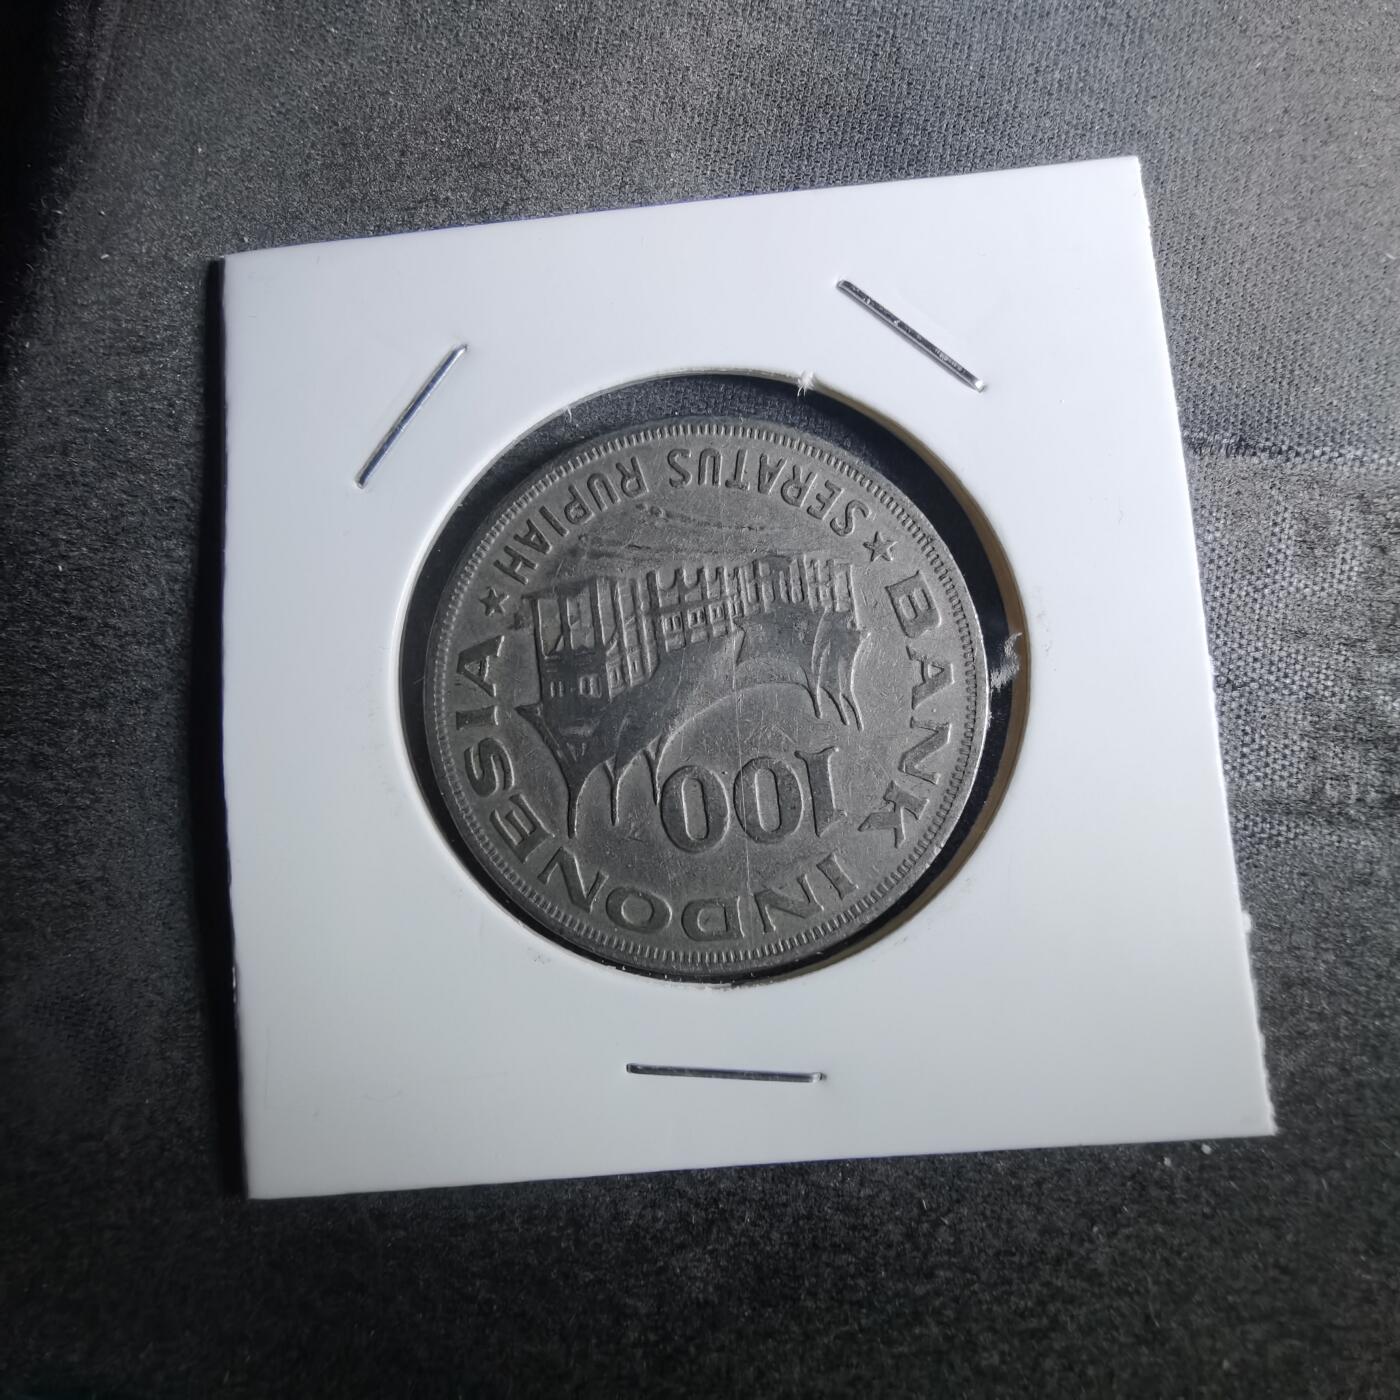 BANK INDONESIA
100
★ SERATUS RUPIAH ★